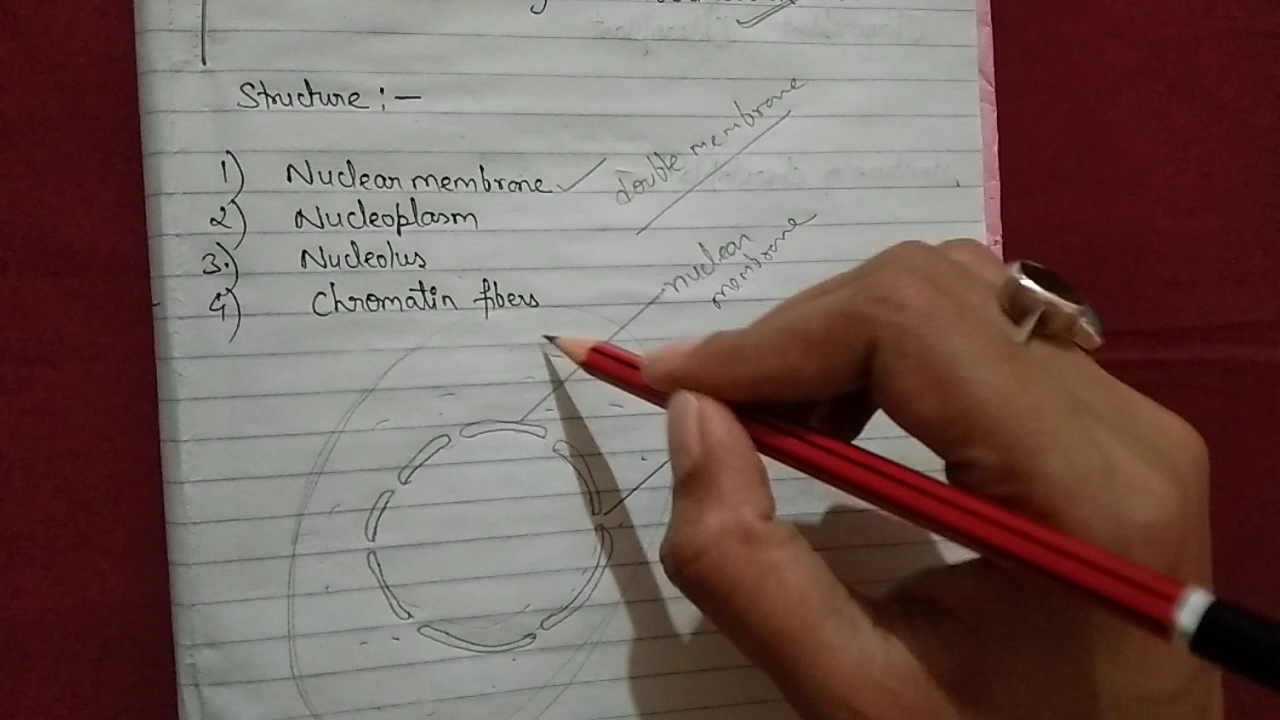 Structure :-
1) Nuclear membrane ✓
2) Nucleoplasm
3.) Nucleolus
4) Chromatin fibers
double membrane
nuclear
membrane